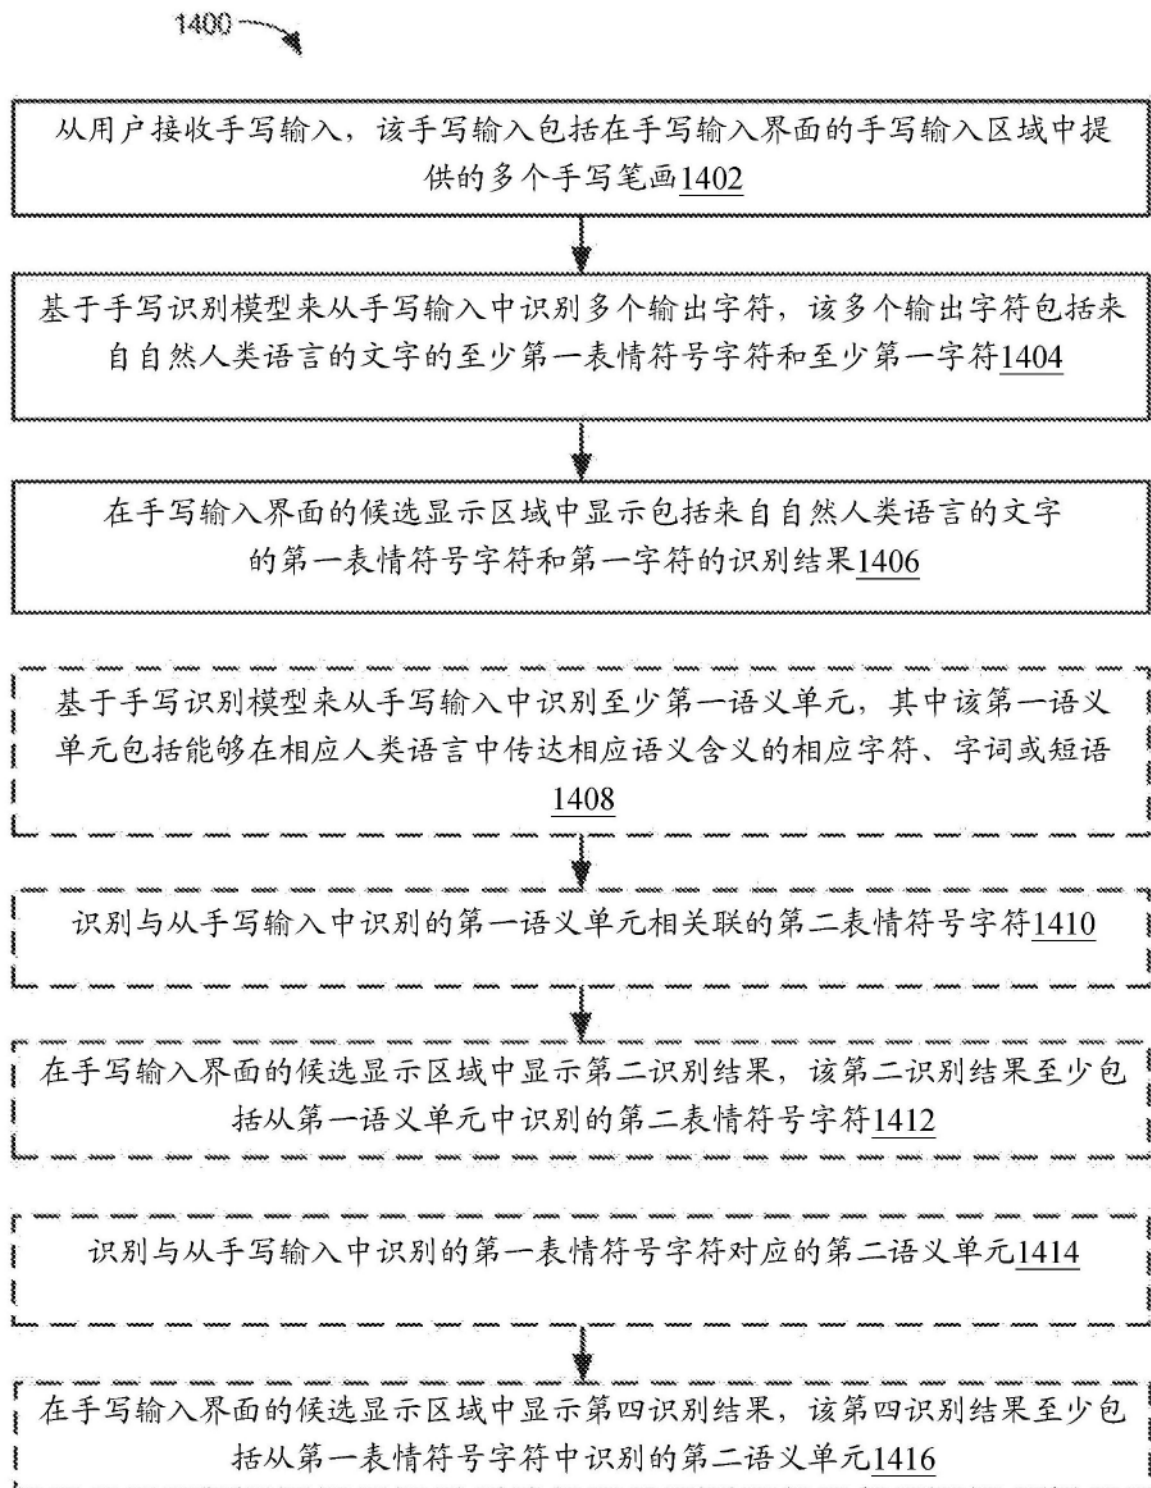 1400
从用户接收手写输入，该手写输入包括在手写输入界面的手写输入区域中提
供的多个手写笔画1402
基于手写识别模型来从手写输入中识别多个输出字符，该多个输出字符包括来
自自然人类语言的文字的至少第一表情符号字符和至少第一字符1404
在手写输入界面的候选显示区域中显示包括来自自然人类语言的文字
的第一表情符号字符和第一字符的识别结果1406
基于手写识别模型来从手写输入中识别至少第一语义单元，其中该第一语义
单元包括能够在相应人类语言中传达相应语义含义的相应字符、字词或短语
1408
识别与从手写输入中识别的第一语义单元相关联的第二表情符号字符1410
在手写输入界面的候选显示区域中显示第二识别结果，该第二识别结果至少包
括从第一语义单元中识别的第二表情符号字符1412
识别与从手写输入中识别的第一表情符号字符对应的第二语义单元1414
在手写输入界面的候选显示区域中显示第四识别结果，该第四识别结果至少包
括从第一表情符号字符中识别的第二语义单元1416